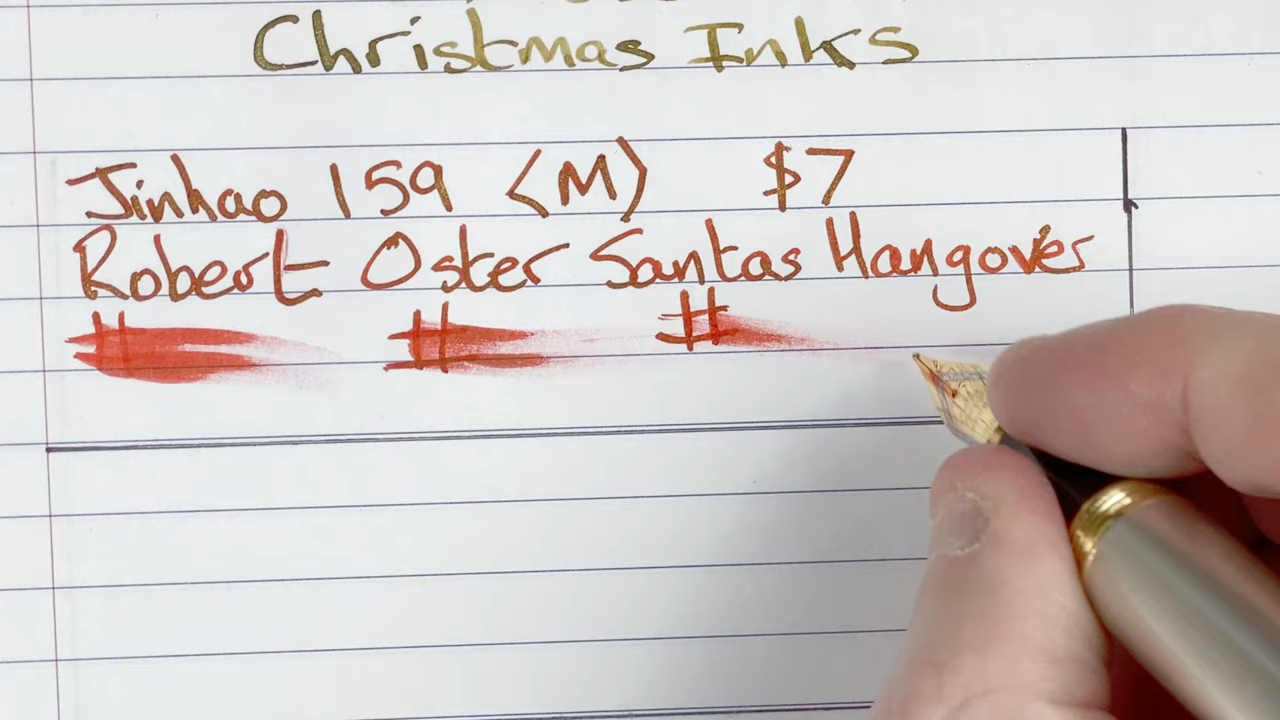 Christmas Inks
Jinhao 159 <M> $7
Robert Oster Santas Hangover
# # #